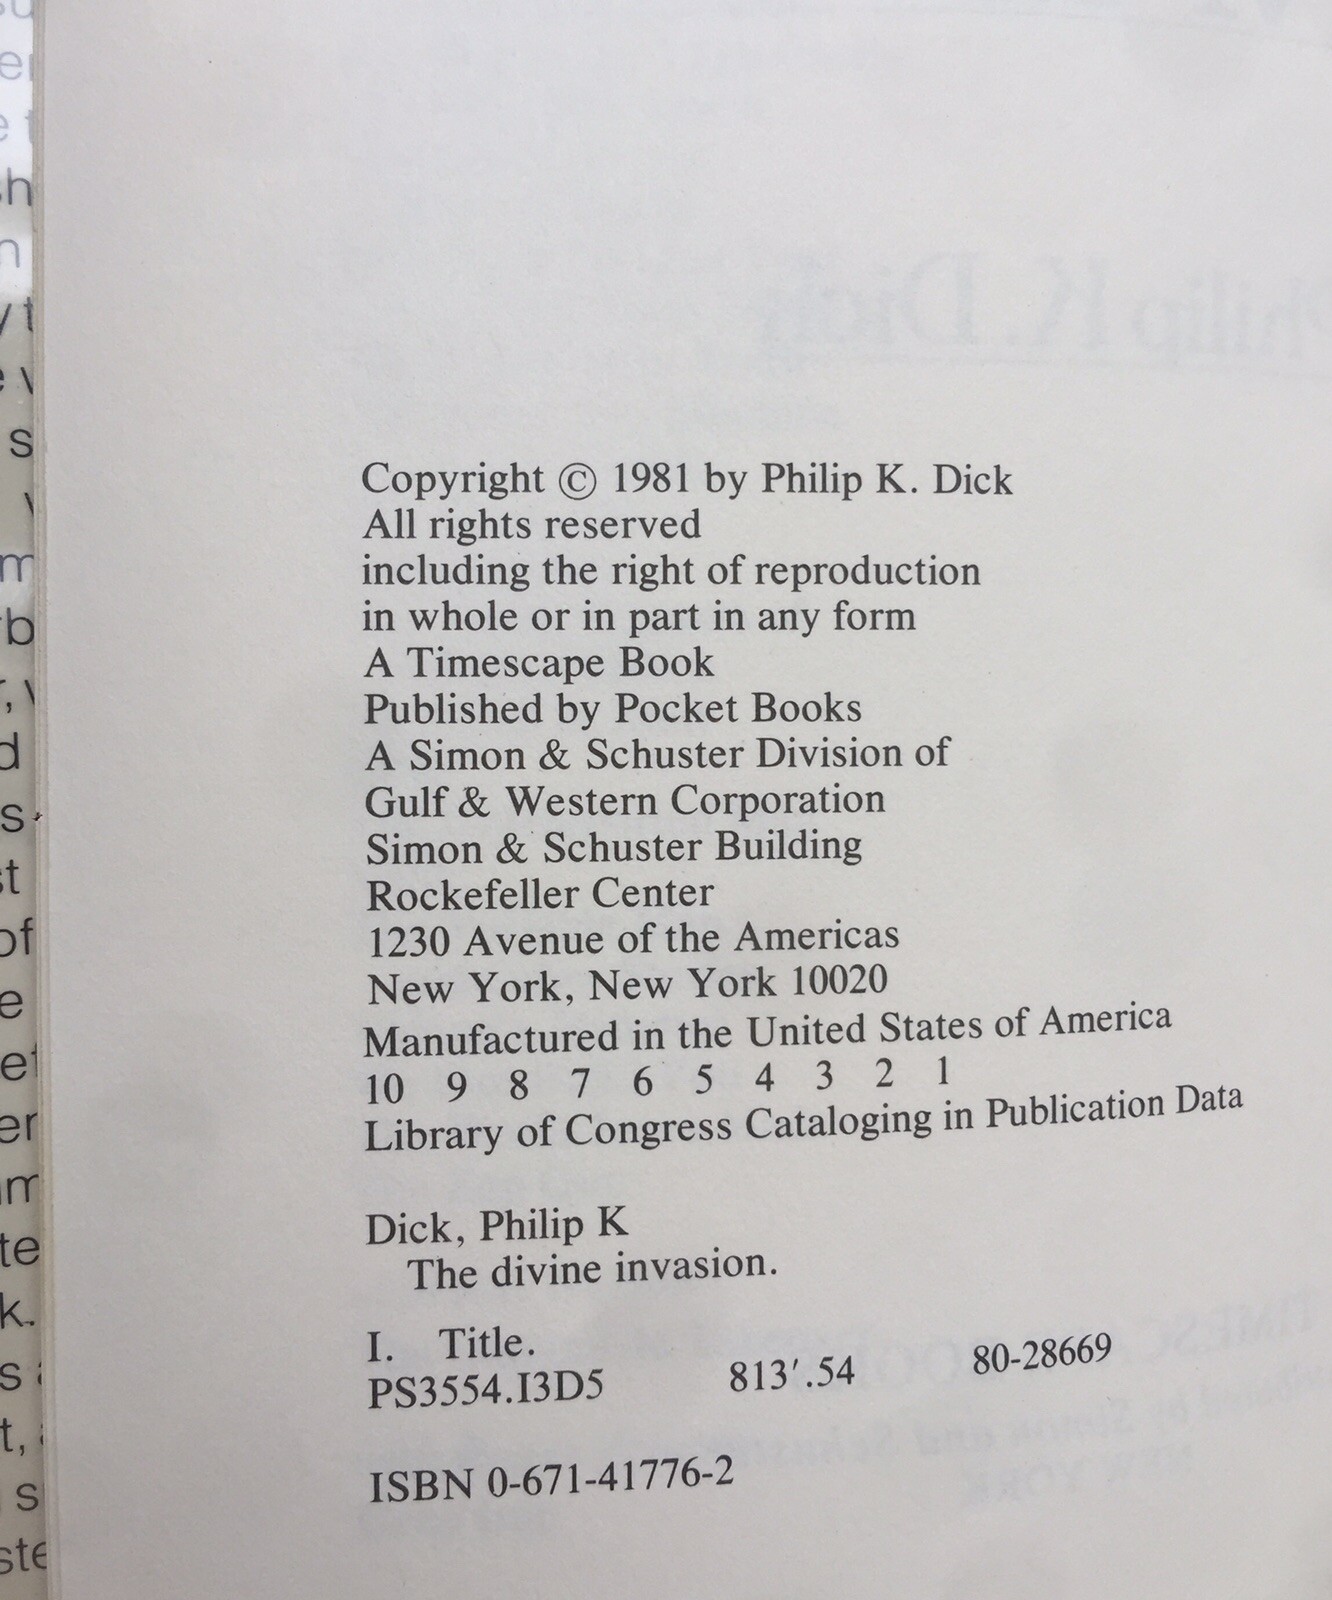 Copyright © 1981 by Philip K. Dick
All rights reserved
including the right of reproduction
in whole or in part in any form
A Timescape Book
Published by Pocket Books
A Simon & Schuster Division of
Gulf & Western Corporation
Simon & Schuster Building
Rockefeller Center
1230 Avenue of the Americas
New York, New York 10020
Manufactured in the United States of America
10 9 8 7 6 5 4 3 2 1
Library of Congress Cataloging in Publication Data
Dick, Philip K
The divine invasion.
I. Title.
PS3554.I3D5 813′.54 80-28669
ISBN 0-671-41776-2